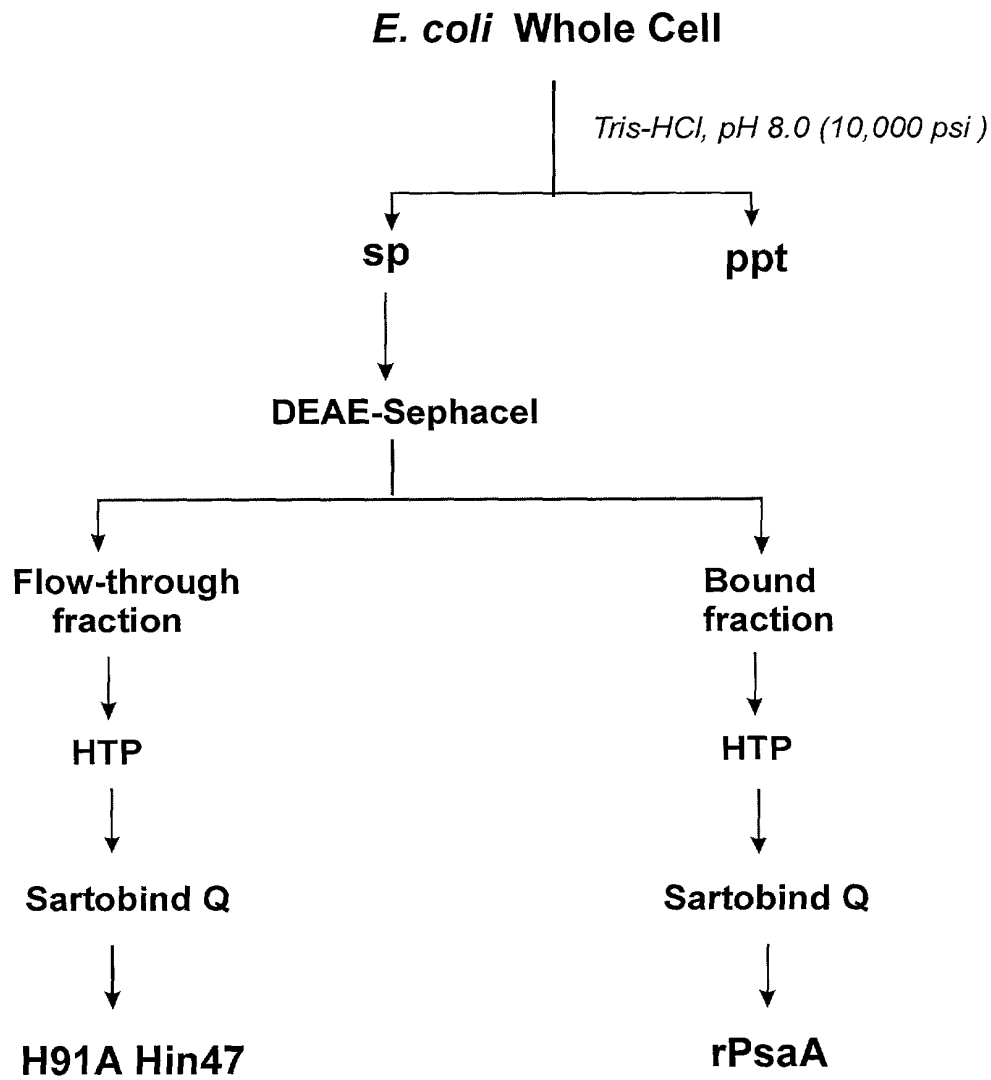 E. coli Whole Cell
Tris-HCl, pH 8.0 (10,000 psi )
sp
ppt
DEAE-Sephacel
Flow-through
fraction
Bound
fraction
HTP
HTP
Sartobind Q
Sartobind Q
H91A Hin47
rPsaA